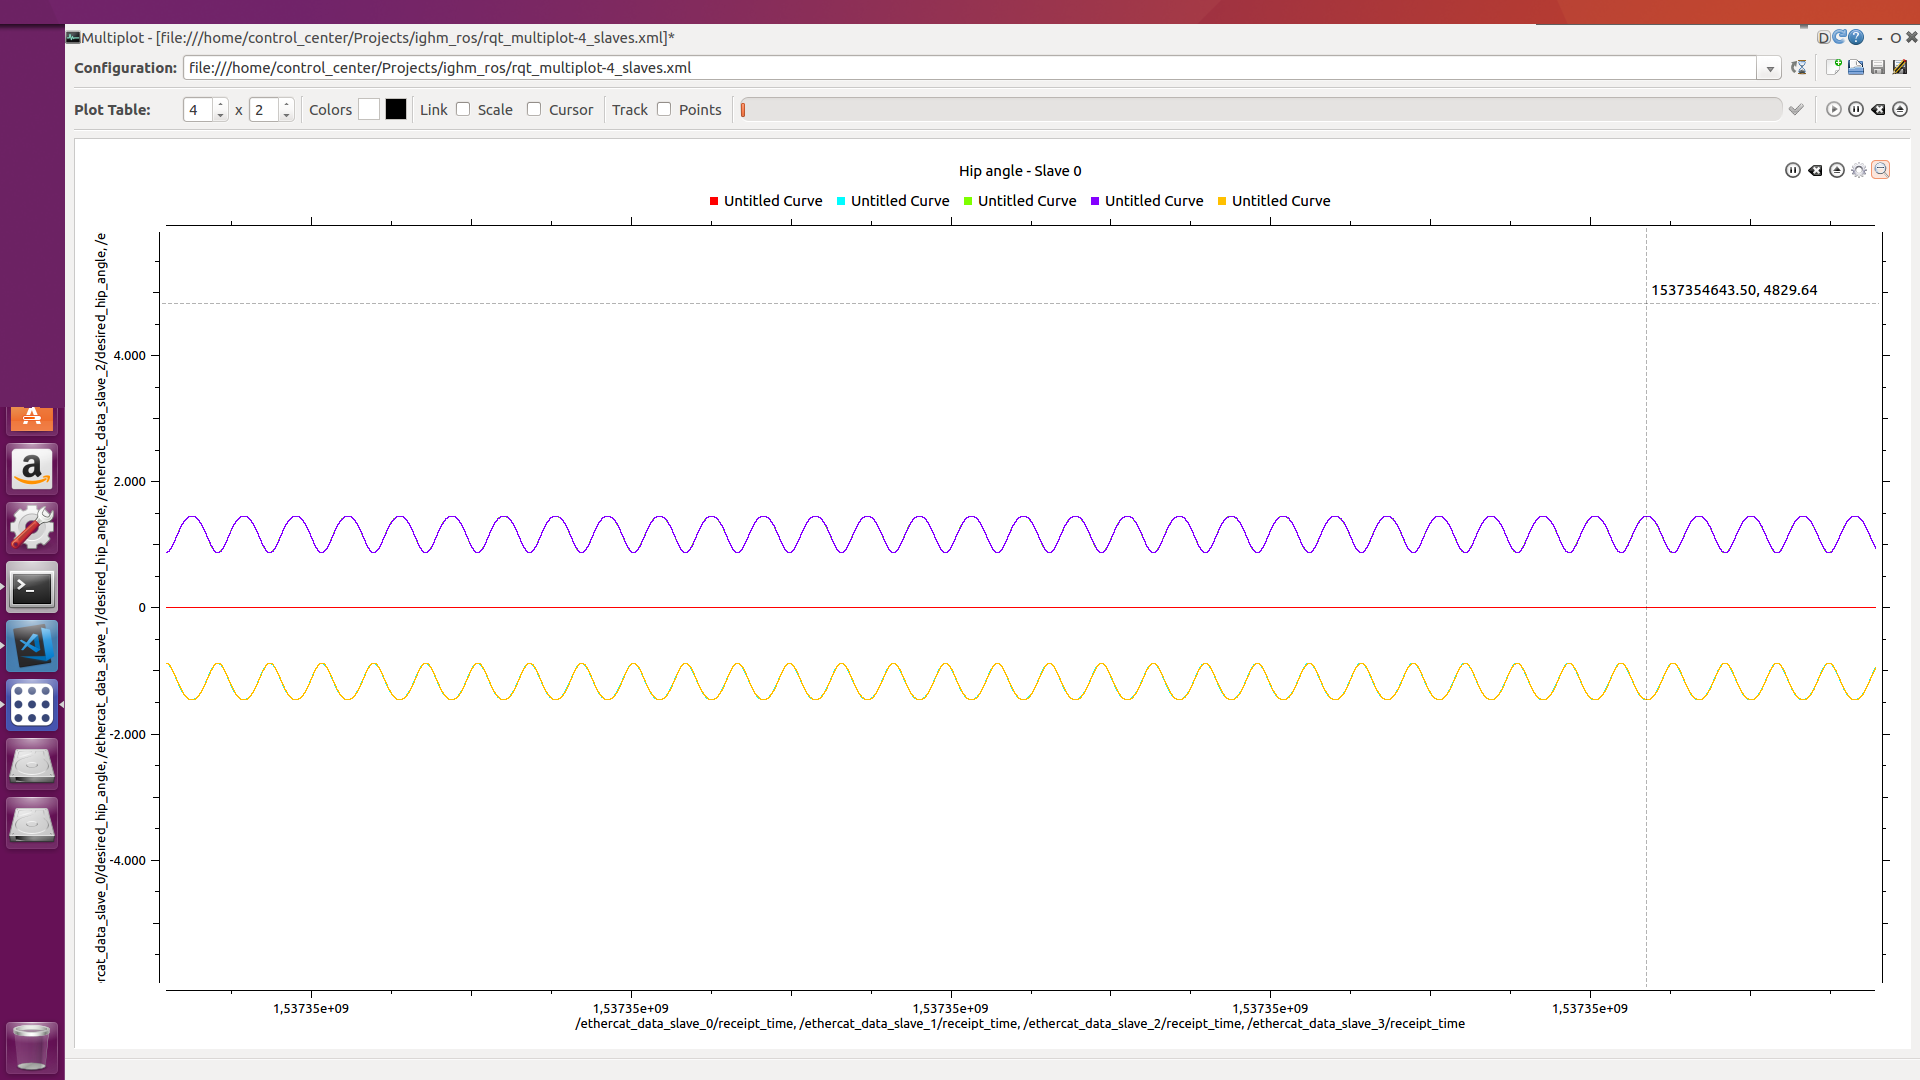 Multiplot - [file:///home/control_center/Projects/ighm_ros/rqt_multiplot-4_slaves.xml]*
D - O
Configuration: file:///home/control_center/Projects/ighm_ros/rqt_multiplot-4_slaves.xml
Plot Table: 4 x 2 Colors Link Scale Cursor Track Points
Hip angle - Slave 0
Untitled Curve Untitled Curve Untitled Curve Untitled Curve Untitled Curve
1537354643.50, 4829.64
4.000
2.000
0
-2.000
-4.000
rcat_data_slave_0/desired_hip_angle, /ethercat_data_slave_1/desired_hip_angle, /ethercat_data_slave_2/desired_hip_angle, /e
1,53735e+09 1,53735e+09 1,53735e+09 1,53735e+09 1,53735e+09
/ethercat_data_slave_0/receipt_time, /ethercat_data_slave_1/receipt_time, /ethercat_data_slave_2/receipt_time, /ethercat_data_slave_3/receipt_time
A
a
>_